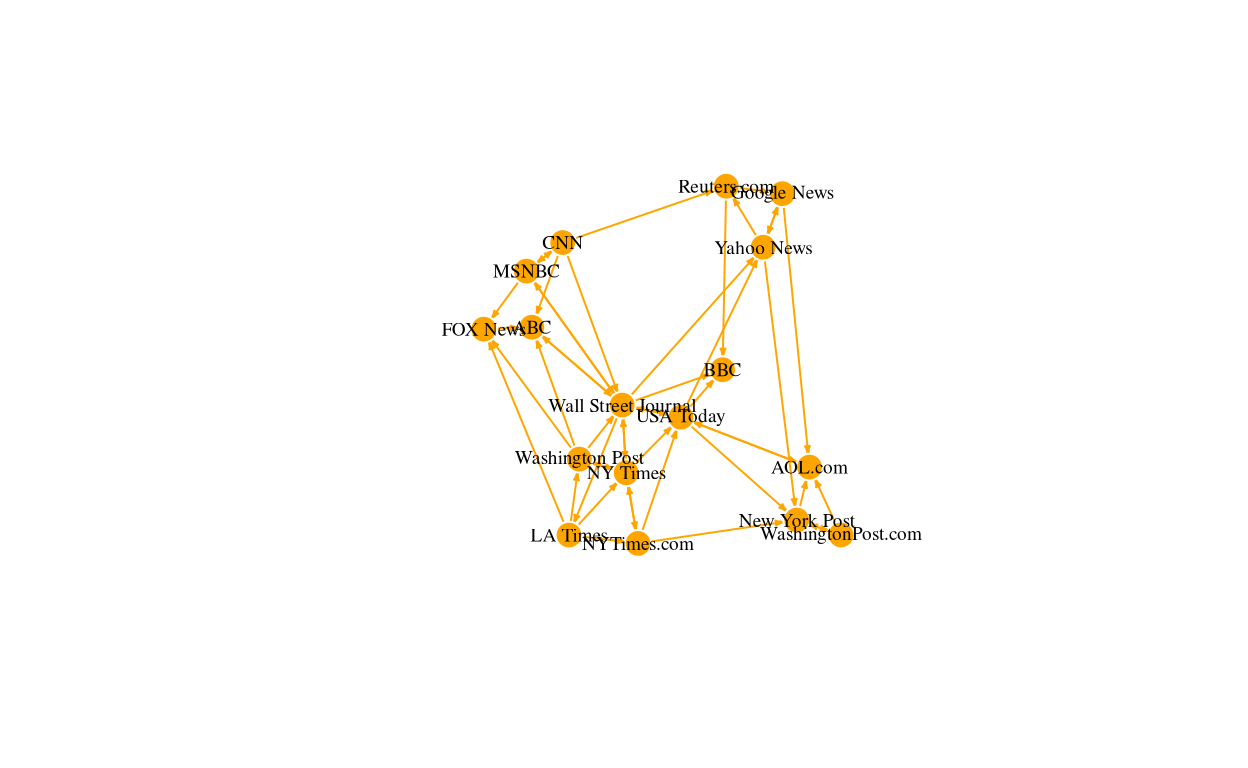 Reuters.com
Google News
CNN
Yahoo News
MSNBC
FOX News
ABC
BBC
Wall Street Journal
USA Today
Washington Post
NY Times
AOL.com
New York Post
WashingtonPost.com
LA Times
NYTimes.com